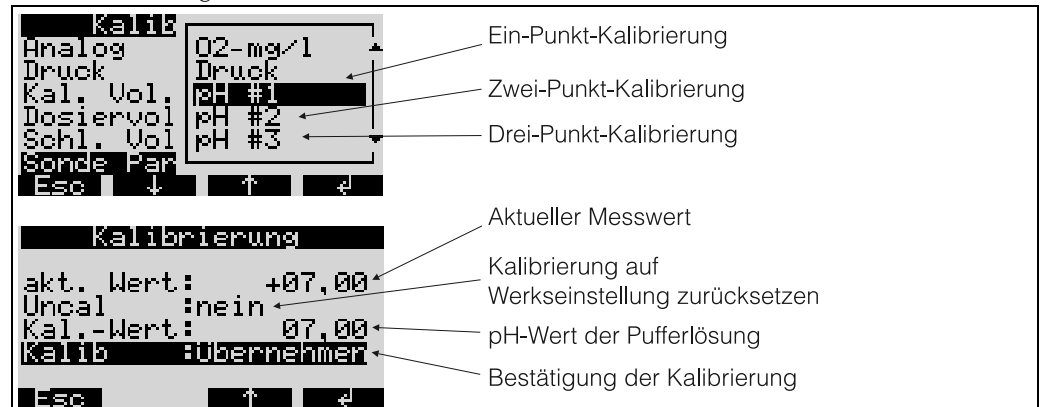 Kalib
Analog
Druck
Kal. Vol.
Dosiervol
Schl. Vol
Sonde Par
O2-mg/l
Druck
pH #1
pH #2
pH #3
Esc ↓ ↑ ↵
Ein-Punkt-Kalibrierung
Zwei-Punkt-Kalibrierung
Drei-Punkt-Kalibrierung
Kalibrierung
akt. Wert: +07,00
Uncal :nein
Kal.-Wert: 07,00
Kalib :Übernehmen
Esc ↑ ↵
Aktueller Messwert
Kalibrierung auf
Werkseinstellung zurücksetzen
pH-Wert der Pufferlösung
Bestätigung der Kalibrierung